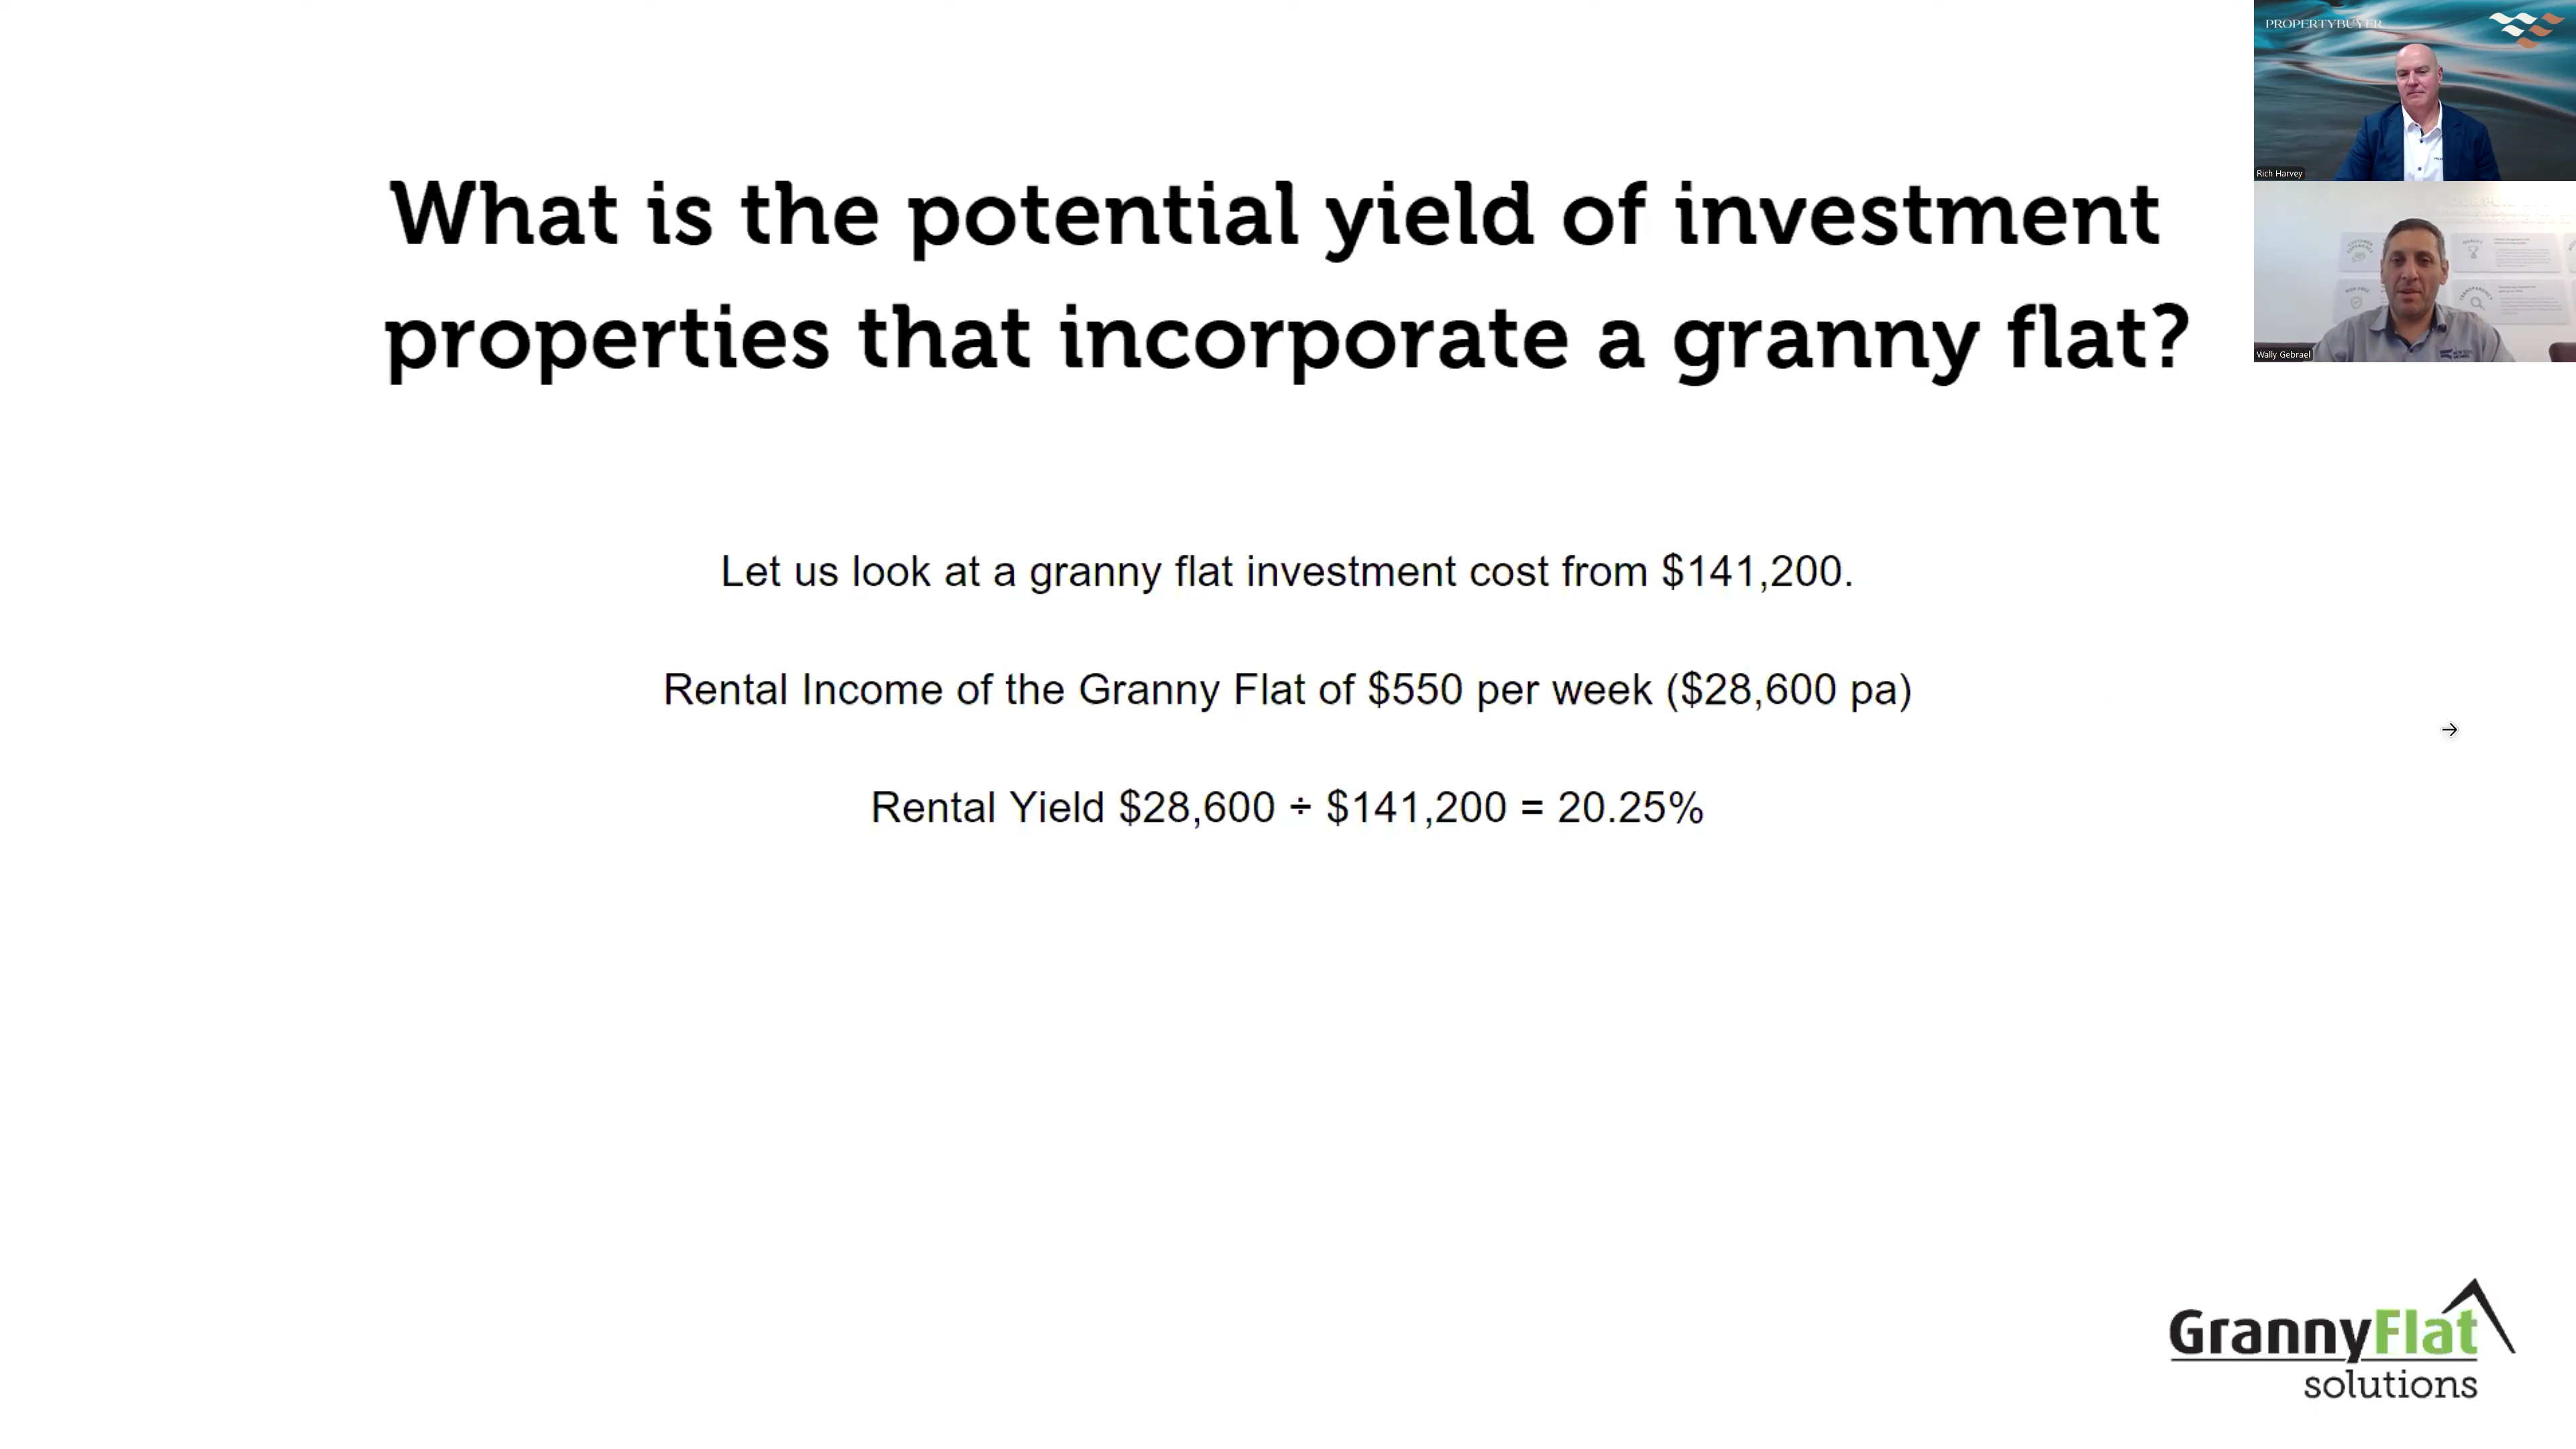 PROPERTYBUYER
Rich Harvey
Wally Gebrael
What is the potential yield of investment
properties that incorporate a granny flat?
Let us look at a granny flat investment cost from $141,200.
Rental Income of the Granny Flat of $550 per week ($28,600 pa)
Rental Yield $28,600 ÷ $141,200 = 20.25%
GrannyFlat
solutions